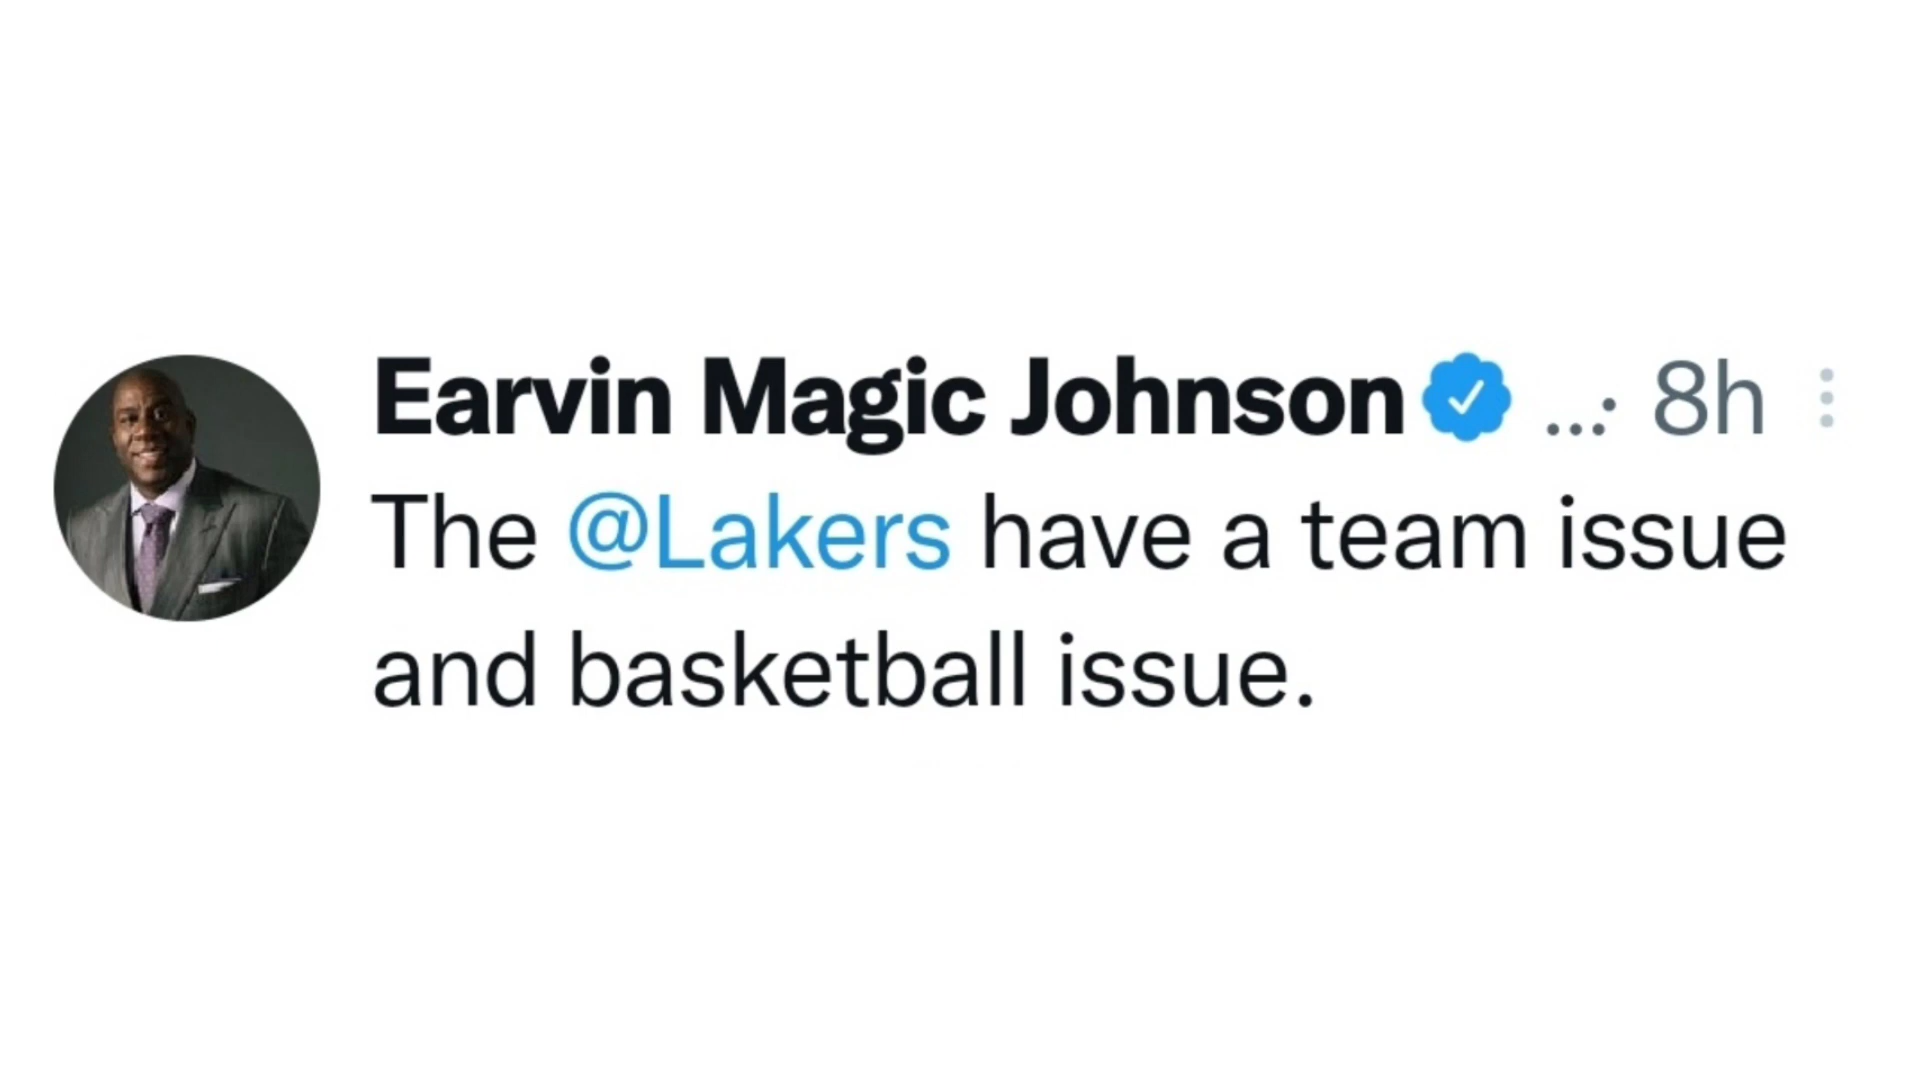 Earvin Magic Johnson ...· 8h
The @Lakers have a team issue
and basketball issue.